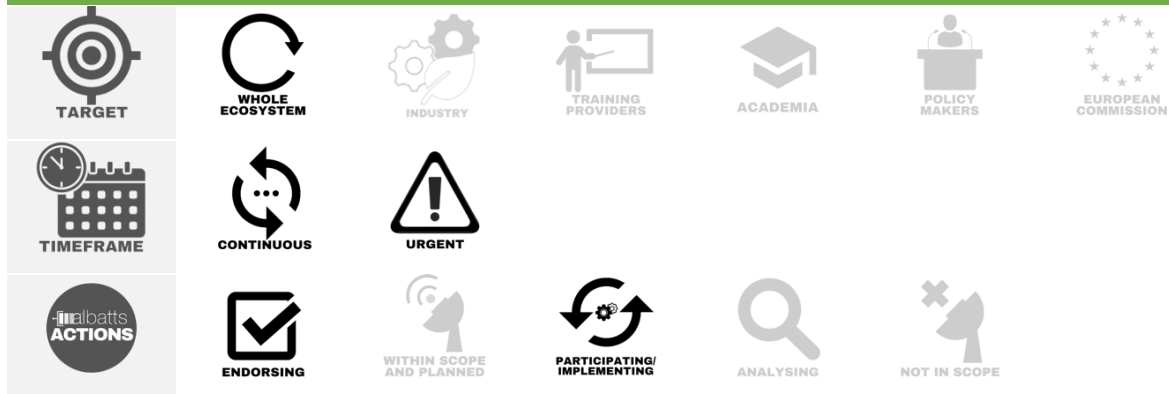 TARGET
WHOLE
ECOSYSTEM
INDUSTRY
TRAINING
PROVIDERS
ACADEMIA
POLICY
MAKERS
EUROPEAN
COMMISSION
TIMEFRAME
CONTINUOUS
URGENT
albatts
ACTIONS
ENDORSING
WITHIN SCOPE
AND PLANNED
PARTICIPATING/
IMPLEMENTING
ANALYSING
NOT IN SCOPE